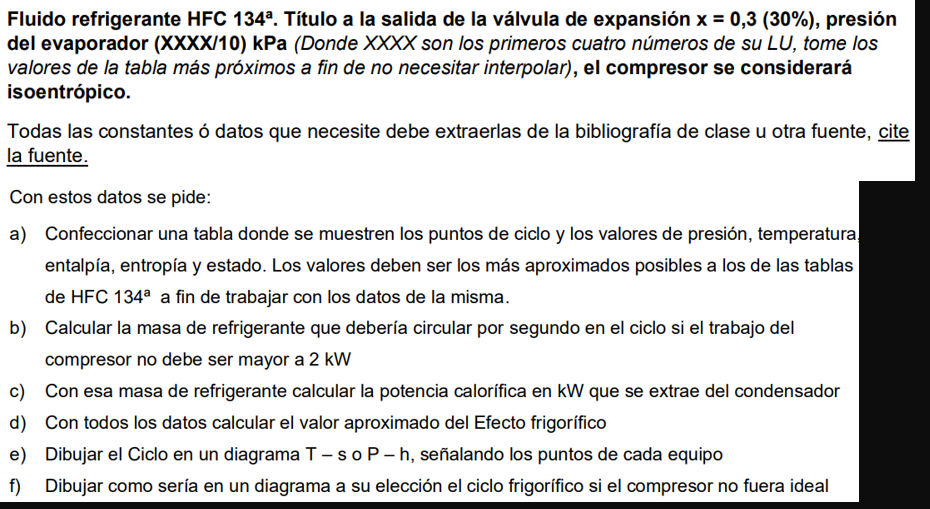 Fluido refrigerante HFC 134ª. Título a la salida de la válvula de expansión x = 0,3 (30%), presión
del evaporador (XXXX/10) kPa (Donde XXXX son los primeros cuatro números de su LU, tome los
valores de la tabla más próximos a fin de no necesitar interpolar), el compresor se considerará
isoentrópico.
Todas las constantes ó datos que necesite debe extraerlas de la bibliografía de clase u otra fuente, cite
la fuente.
Con estos datos se pide:
a) Confeccionar una tabla donde se muestren los puntos de ciclo y los valores de presión, temperatura,
entalpía, entropía y estado. Los valores deben ser los más aproximados posibles a los de las tablas
de HFC 134ª a fin de trabajar con los datos de la misma.
b) Calcular la masa de refrigerante que debería circular por segundo en el ciclo si el trabajo del
compresor no debe ser mayor a 2 kW
c) Con esa masa de refrigerante calcular la potencia calorífica en kW que se extrae del condensador
d) Con todos los datos calcular el valor aproximado del Efecto frigorífico
e) Dibujar el Ciclo en un diagrama T – s o P – h, señalando los puntos de cada equipo
f) Dibujar como sería en un diagrama a su elección el ciclo frigorífico si el compresor no fuera ideal